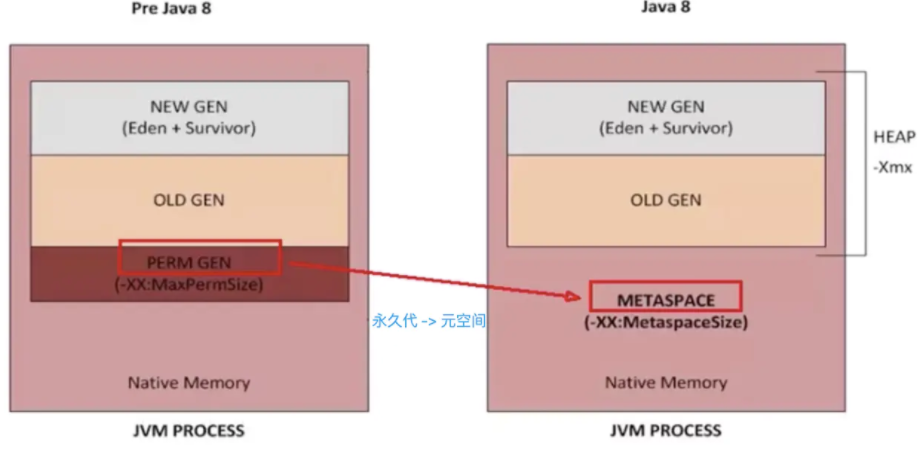 Pre Java 8
NEW GEN
(Eden + Survivor)
OLD GEN
PERM GEN
(-XX:MaxPermSize)
Native Memory
JVM PROCESS
永久代 -> 元空间
Java 8
NEW GEN
(Eden + Survivor)
OLD GEN
HEAP
-Xmx
METASPACE
(-XX:MetaspaceSize)
Native Memory
JVM PROCESS